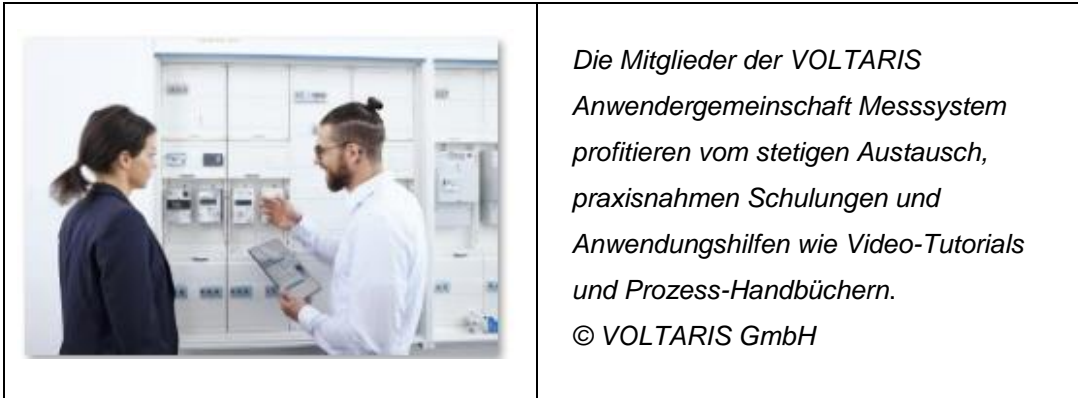 Die Mitglieder der VOLTARIS
Anwendergemeinschaft Messsystem
profitieren vom stetigen Austausch,
praxisnahmen Schulungen und
Anwendungshilfen wie Video-Tutorials
und Prozess-Handbüchern.
© VOLTARIS GmbH